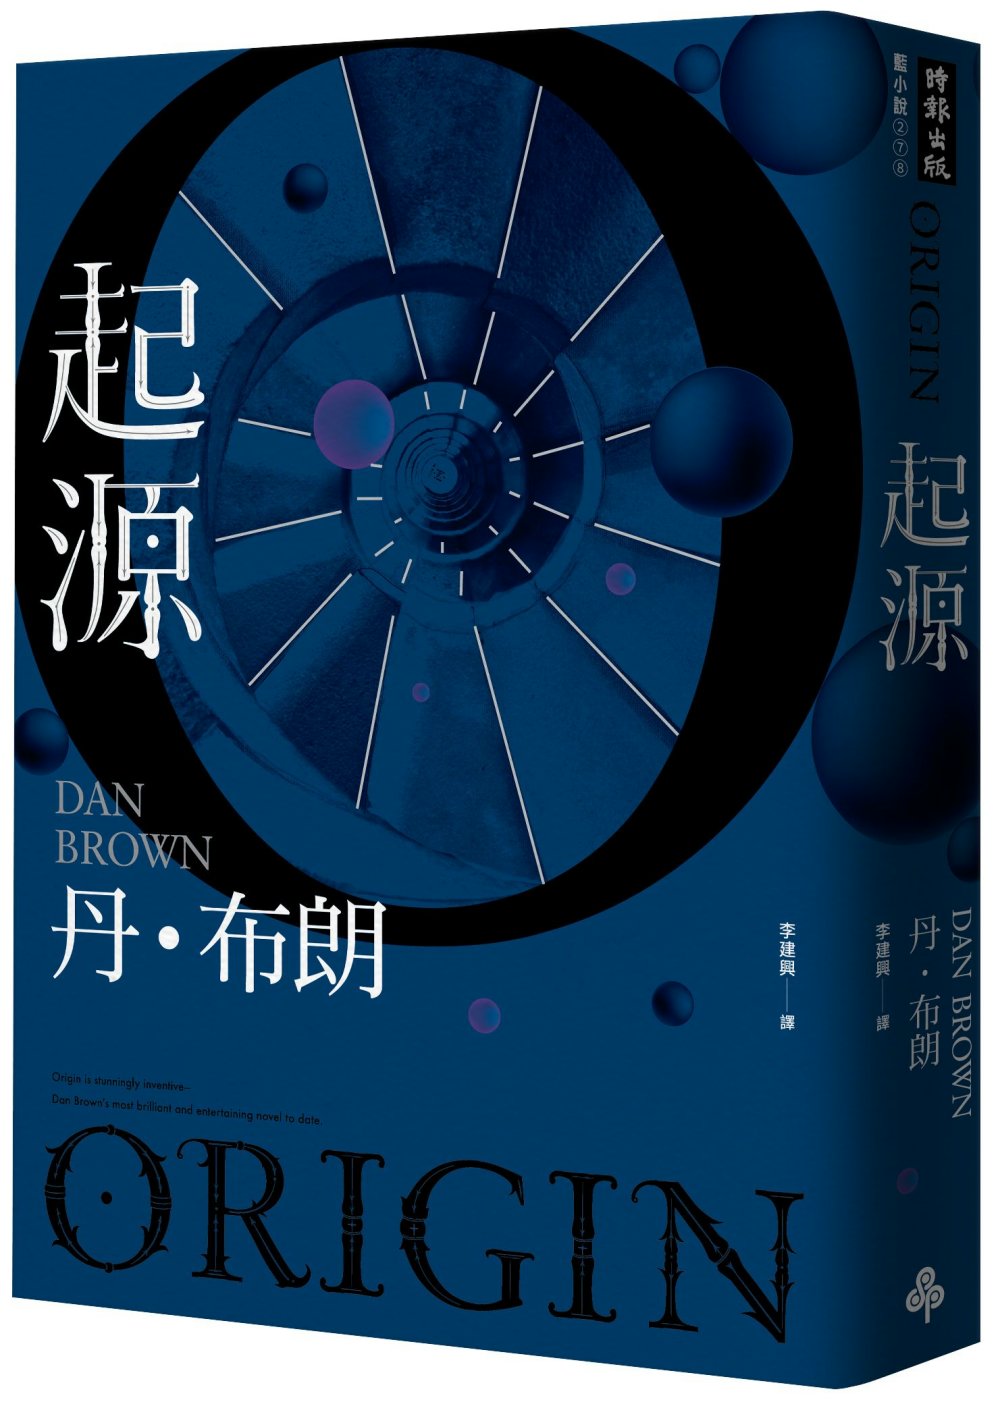 起源
DAN
BROWN
丹・布朗
李建興——譯
Origin is stunningly inventive—
Dan Brown's most brilliant and entertaining novel to date.
ORIGIN
時報出版
藍小說②⑦⑧
ORIGIN
起源
DAN BROWN
丹・布朗
李建興——譯